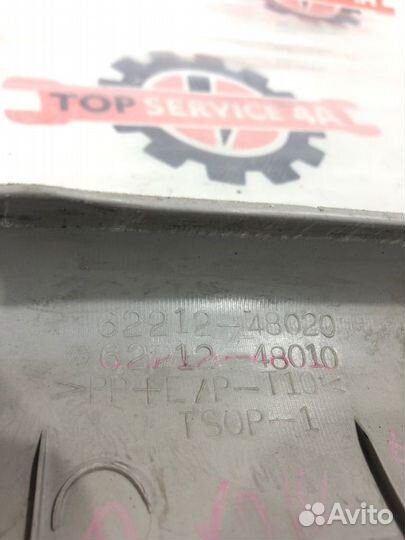 TOP SERVICE 4A
62212-48020
62212-48010
>PP+E/P-T10<
TSOP-1
Avito